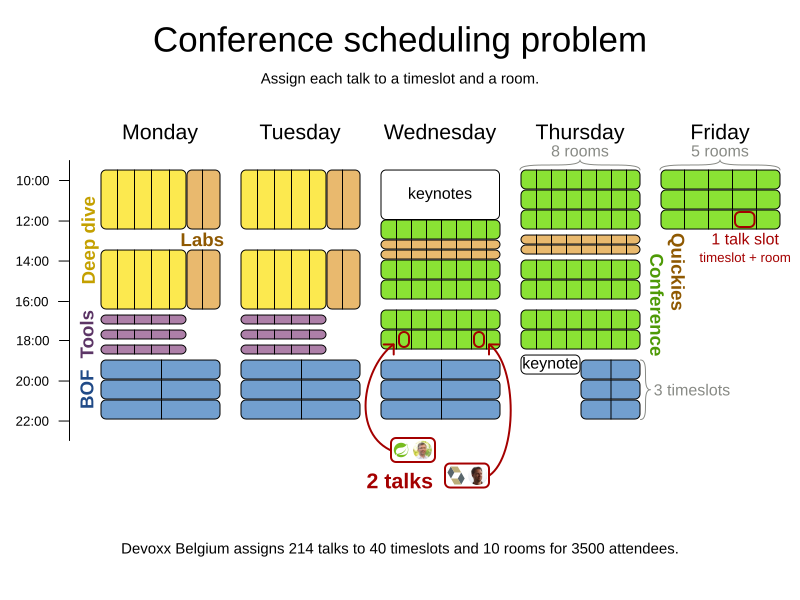 Conference scheduling problem
Assign each talk to a timeslot and a room.
Monday
Tuesday
Wednesday
Thursday
Friday
8 rooms
5 rooms
10:00
12:00
14:00
16:00
18:00
20:00
22:00
Deep dive
Labs
Tools
BOF
keynotes
keynote
Quickies
Conference
1 talk slot
timeslot + room
3 timeslots
2 talks
Devoxx Belgium assigns 214 talks to 40 timeslots and 10 rooms for 3500 attendees.